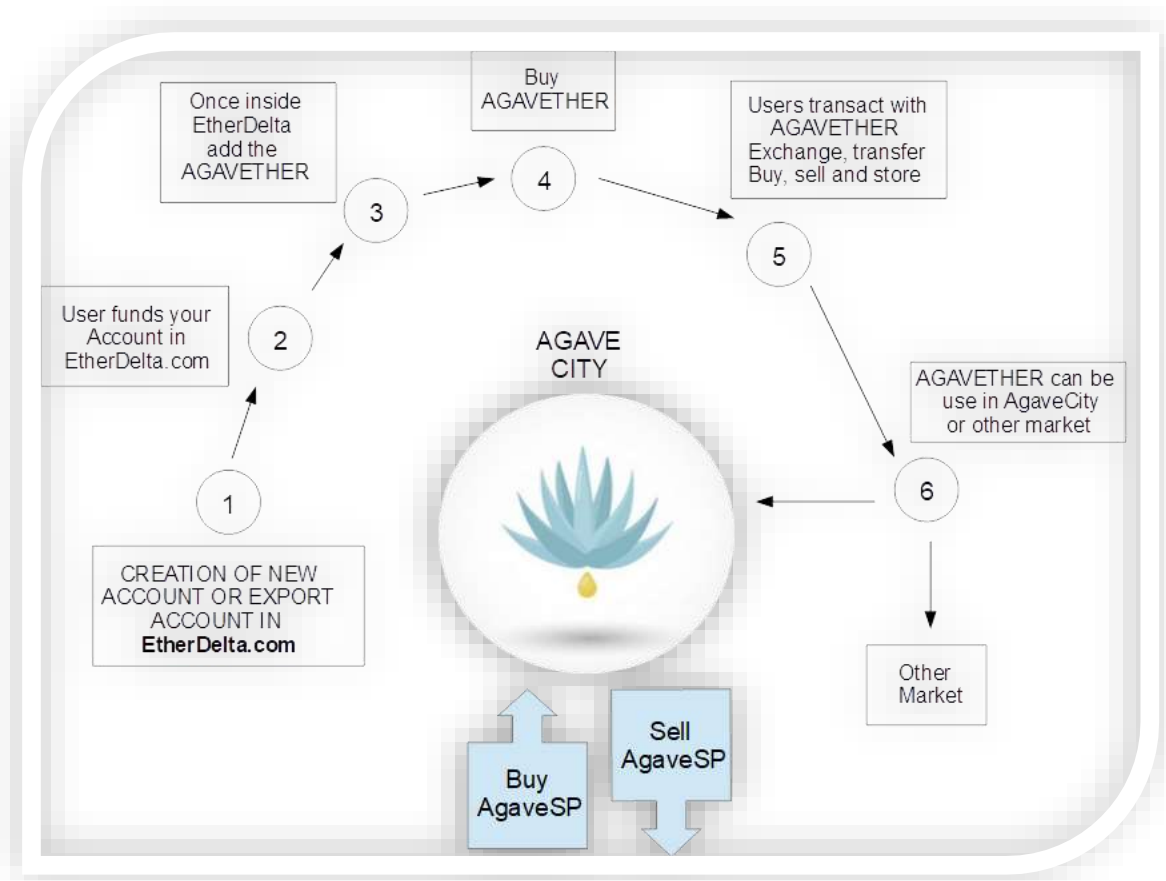 CREATION OF NEW
ACCOUNT OR EXPORT
ACCOUNT IN
EtherDelta.com
1
User funds your
Account in
EtherDelta.com
2
Once inside
EtherDelta
add the
AGAVETHER
3
Buy
AGAVETHER
4
Users transact with
AGAVETHER
Exchange, transfer
Buy, sell and store
5
AGAVETHER can be
use in AgaveCity
or other market
6
Other
Market
AGAVE
CITY
Buy
AgaveSP
Sell
AgaveSP